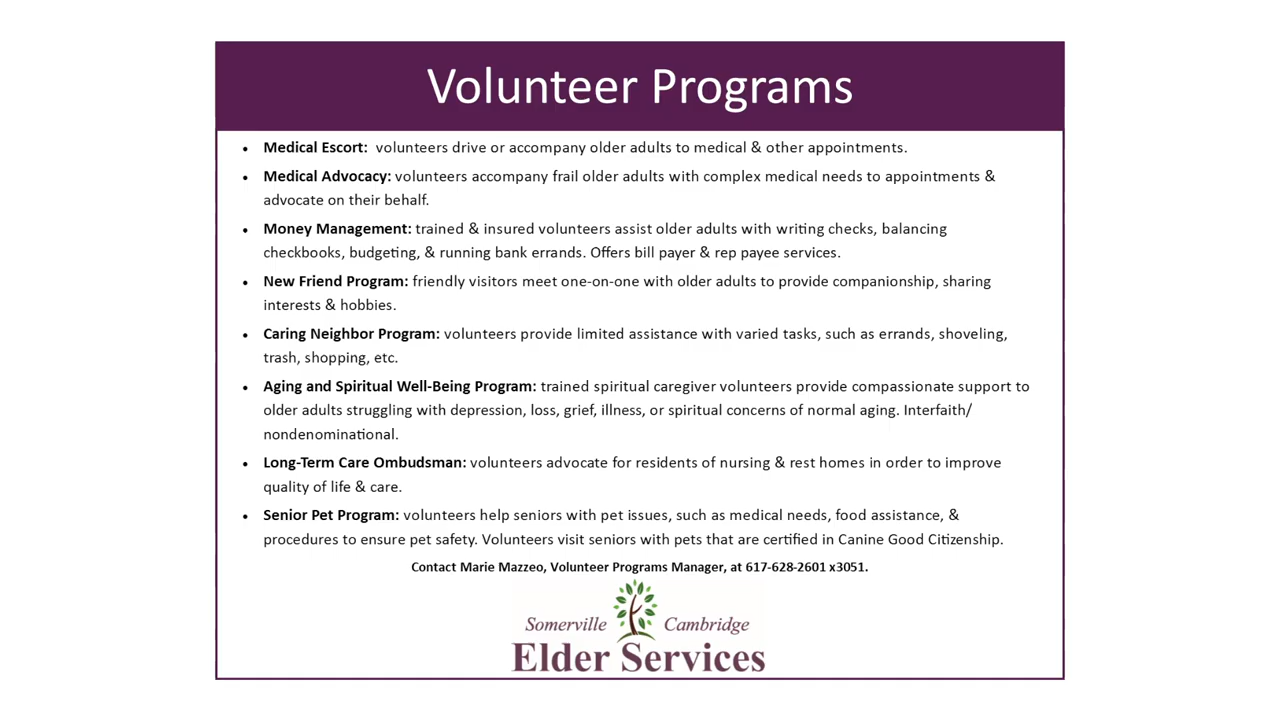 Volunteer Programs
• Medical Escort: volunteers drive or accompany older adults to medical & other appointments.
• Medical Advocacy: volunteers accompany frail older adults with complex medical needs to appointments &
advocate on their behalf.
• Money Management: trained & insured volunteers assist older adults with writing checks, balancing
checkbooks, budgeting, & running bank errands. Offers bill payer & rep payee services.
• New Friend Program: friendly visitors meet one-on-one with older adults to provide companionship, sharing
interests & hobbies.
• Caring Neighbor Program: volunteers provide limited assistance with varied tasks, such as errands, shoveling,
trash, shopping, etc.
• Aging and Spiritual Well-Being Program: trained spiritual caregiver volunteers provide compassionate support to
older adults struggling with depression, loss, grief, illness, or spiritual concerns of normal aging. Interfaith/
nondenominational.
• Long-Term Care Ombudsman: volunteers advocate for residents of nursing & rest homes in order to improve
quality of life & care.
• Senior Pet Program: volunteers help seniors with pet issues, such as medical needs, food assistance, &
procedures to ensure pet safety. Volunteers visit seniors with pets that are certified in Canine Good Citizenship.
Contact Marie Mazzeo, Volunteer Programs Manager, at 617-628-2601 x3051.
Somerville Cambridge
Elder Services